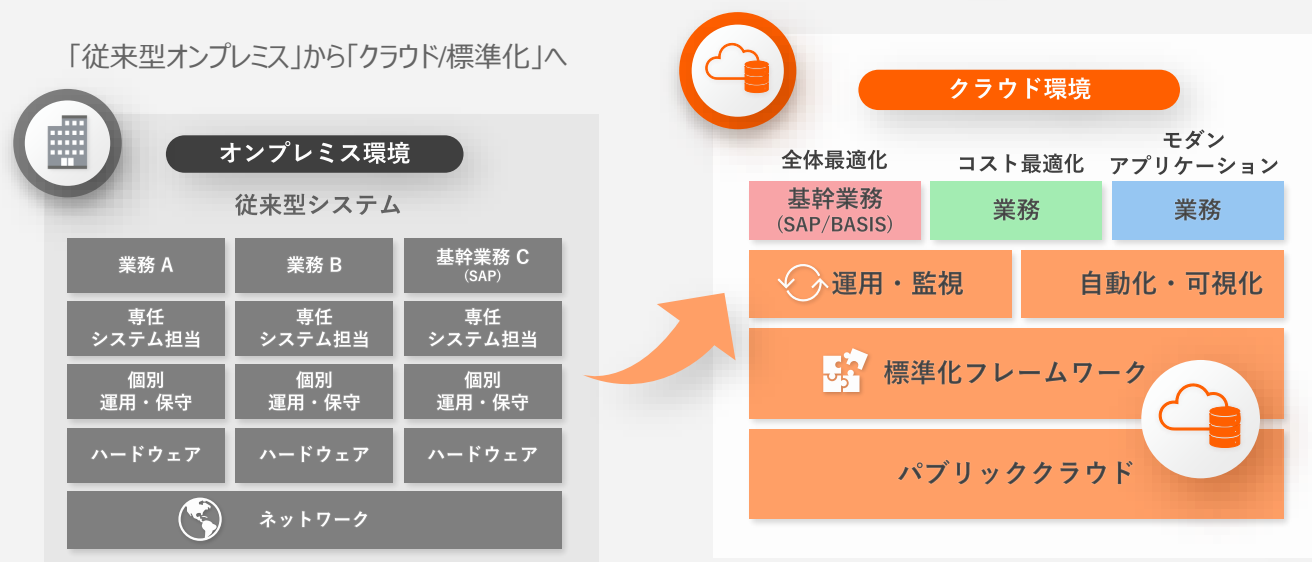 「従来型オンプレミス」から「クラウド/標準化」へ
オンプレミス環境
従来型システム
業務 A
業務 B
基幹業務 C
(SAP)
専任
システム担当
専任
システム担当
専任
システム担当
個別
運用・保守
個別
運用・保守
個別
運用・保守
ハードウェア
ハードウェア
ハードウェア
ネットワーク
クラウド環境
全体最適化
コスト最適化
モダン
アプリケーション
基幹業務
(SAP/BASIS)
業務
業務
運用・監視
自動化・可視化
標準化フレームワーク
パブリッククラウド